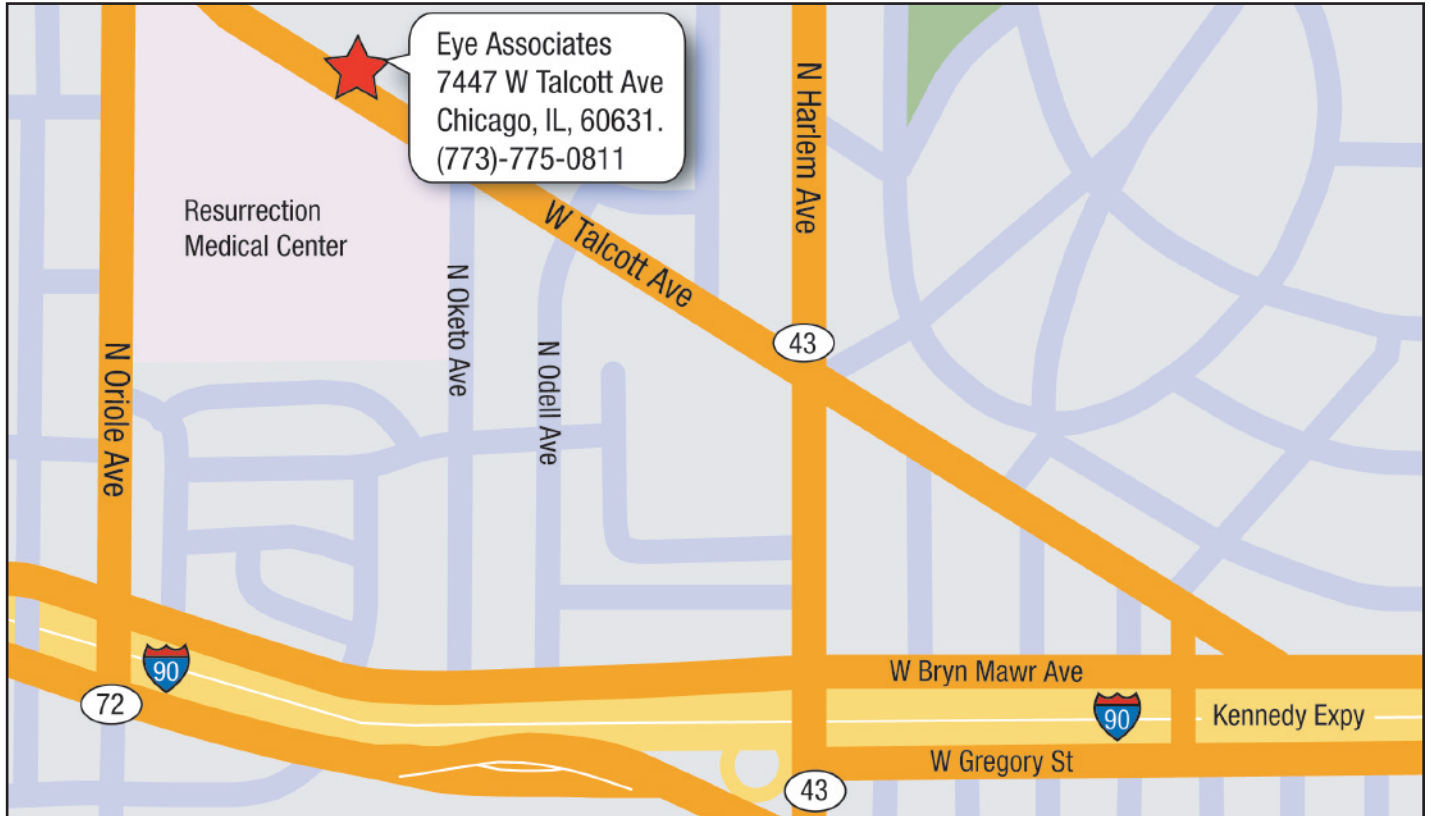 Eye Associates
7447 W Talcott Ave
Chicago, IL, 60631.
(773)-775-0811
N Harlem Ave
Resurrection
Medical Center
W Talcott Ave
N Oketo Ave
43
N Oriole Ave
N Odell Ave
90
W Bryn Mawr Ave
72
90
Kennedy Expy
W Gregory St
43